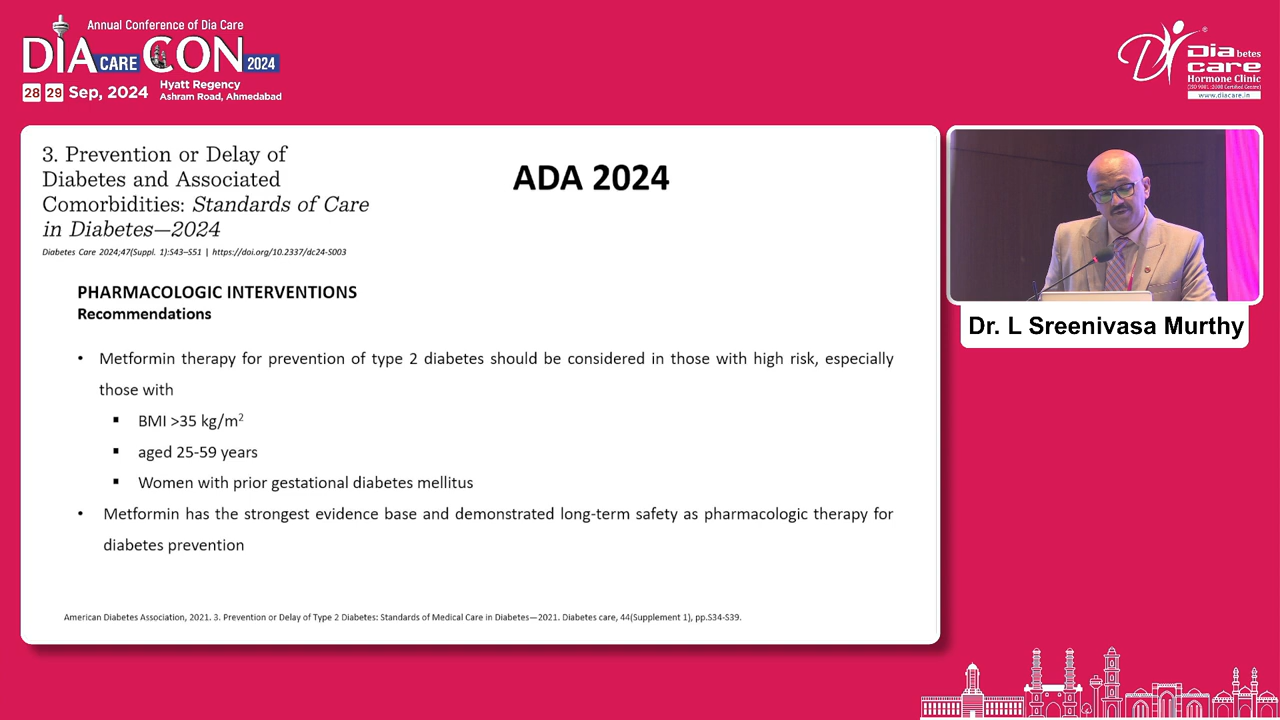 Annual Conference of Dia Care
DIA CARE CON 2024
28 29 Sep, 2024
Hyatt Regency
Ashram Road, Ahmedabad
Diabetes
care
Hormone Clinic
(ISO 9001:2008 Certified Centre)
www.diacare.in
3. Prevention or Delay of
Diabetes and Associated
Comorbidities: Standards of Care
in Diabetes—2024
Diabetes Care 2024;47(Suppl. 1):S43–S51 | https://doi.org/10.2337/dc24-S003
ADA 2024
PHARMACOLOGIC INTERVENTIONS
Recommendations
• Metformin therapy for prevention of type 2 diabetes should be considered in those with high risk, especially
those with
▪ BMI >35 kg/m²
▪ aged 25-59 years
▪ Women with prior gestational diabetes mellitus
• Metformin has the strongest evidence base and demonstrated long-term safety as pharmacologic therapy for
diabetes prevention
American Diabetes Association, 2021. 3. Prevention or Delay of Type 2 Diabetes: Standards of Medical Care in Diabetes—2021. Diabetes care, 44(Supplement 1), pp.S34-S39.
Dr. L Sreenivasa Murthy